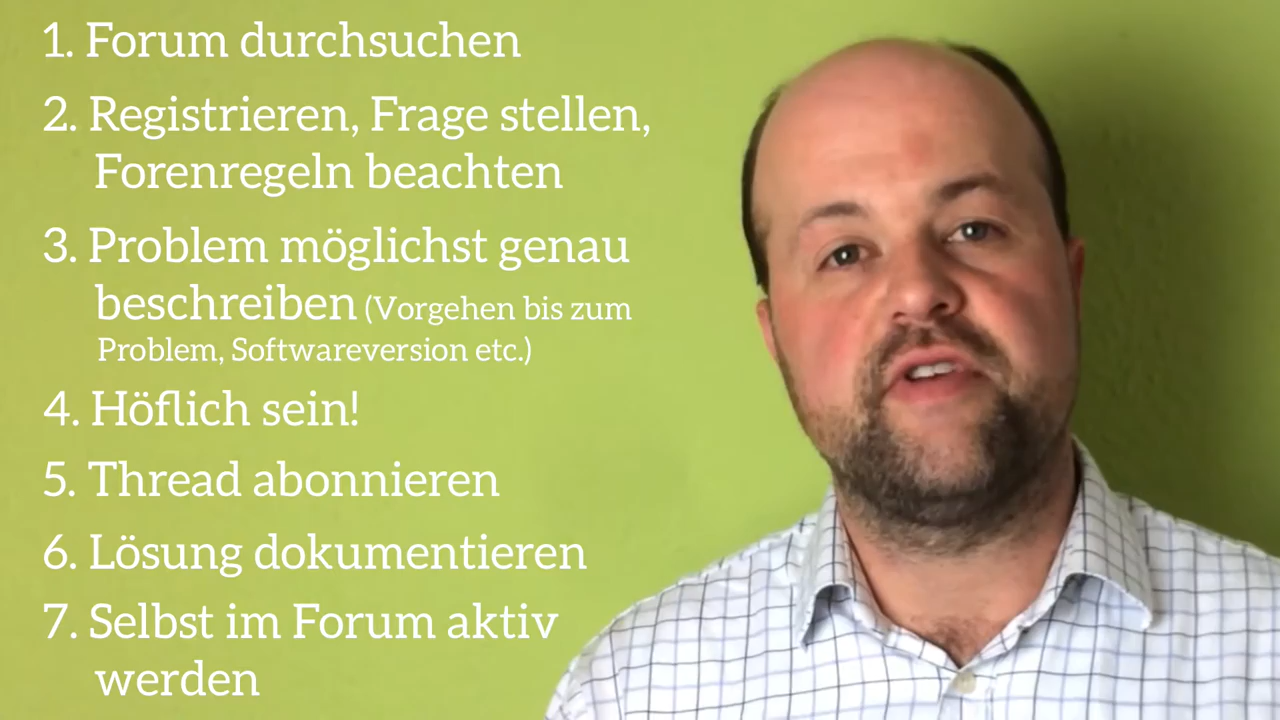 1. Forum durchsuchen
2. Registrieren, Frage stellen,
Forenregeln beachten
3. Problem möglichst genau
beschreiben (Vorgehen bis zum
Problem, Softwareversion etc.)
4. Höflich sein!
5. Thread abonnieren
6. Lösung dokumentieren
7. Selbst im Forum aktiv
werden